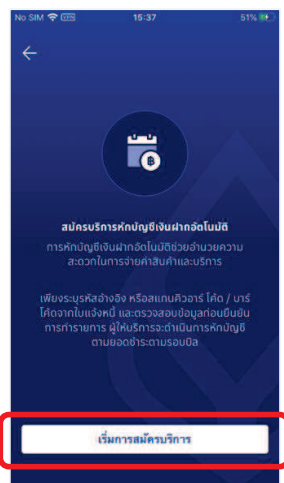 No SIM VPN 15:37 51%
สมัครบริการหักบัญชีเงินฝากอัตโนมัติ
การหักบัญชีเงินฝากอัตโนมัติช่วยอำนวยความ
สะดวกในการจ่ายค่าสินค้าและบริการ
เพียงระบุรหัสอ้างอิง หรือสแกนคิวอาร์ โค้ด / บาร์
โค้ดจากใบแจ้งหนี้ และตรวจสอบข้อมูลก่อนยืนยัน
การทำรายการ ผู้ให้บริการจะดำเนินการหักบัญชี
ตามยอดชำระตามรอบบิล
เริ่มการสมัครบริการ